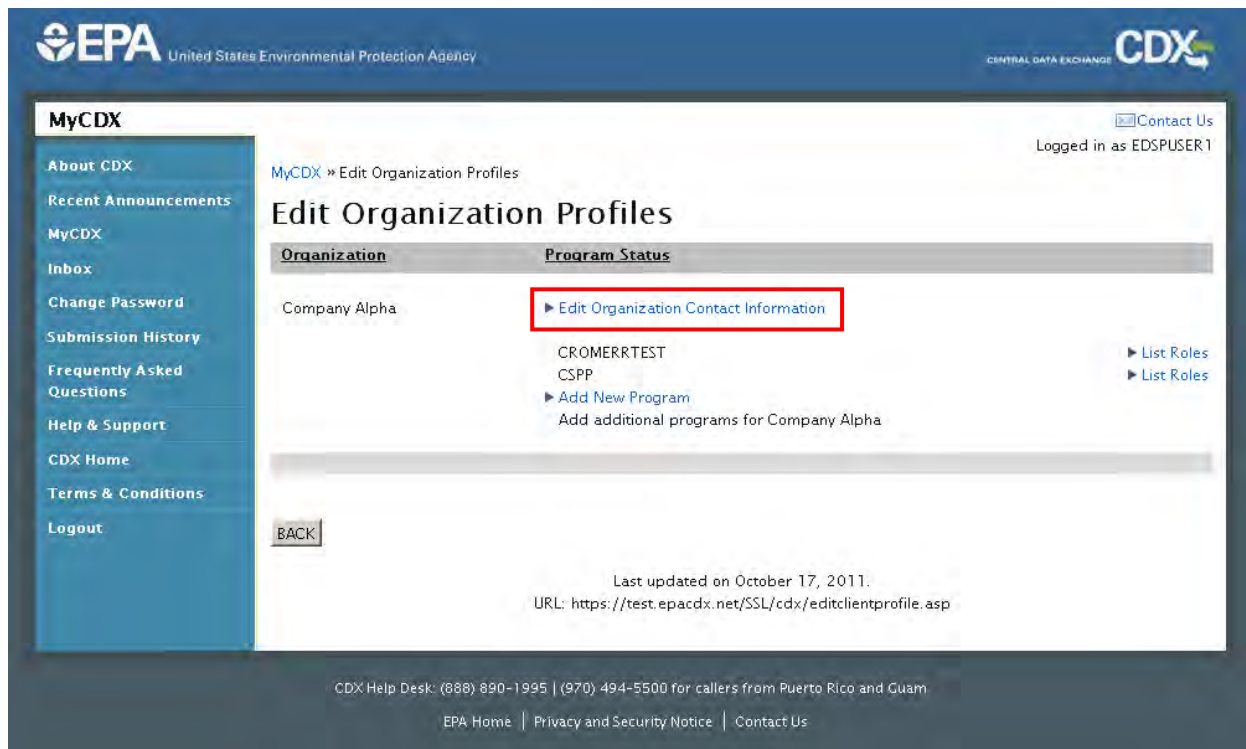 EPA United States Environmental Protection Agency
CENTRAL DATA EXCHANGE CDX
MyCDX
Contact Us
Logged in as EDSPUSER1
About CDX
Recent Announcements
MyCDX
Inbox
Change Password
Submission History
Frequently Asked
Questions
Help & Support
CDX Home
Terms & Conditions
Logout
MyCDX » Edit Organization Profiles
Edit Organization Profiles
Organization Program Status
Company Alpha Edit Organization Contact Information
CROMERRTEST List Roles
CSPP List Roles
Add New Program
Add additional programs for Company Alpha
BACK
Last updated on October 17, 2011.
URL: https://test.epacdx.net/SSL/cdx/editclientprofile.asp
CDX Help Desk: (888) 890-1995 | (970) 494-5500 for callers from Puerto Rico and Guam
EPA Home | Privacy and Security Notice | Contact Us